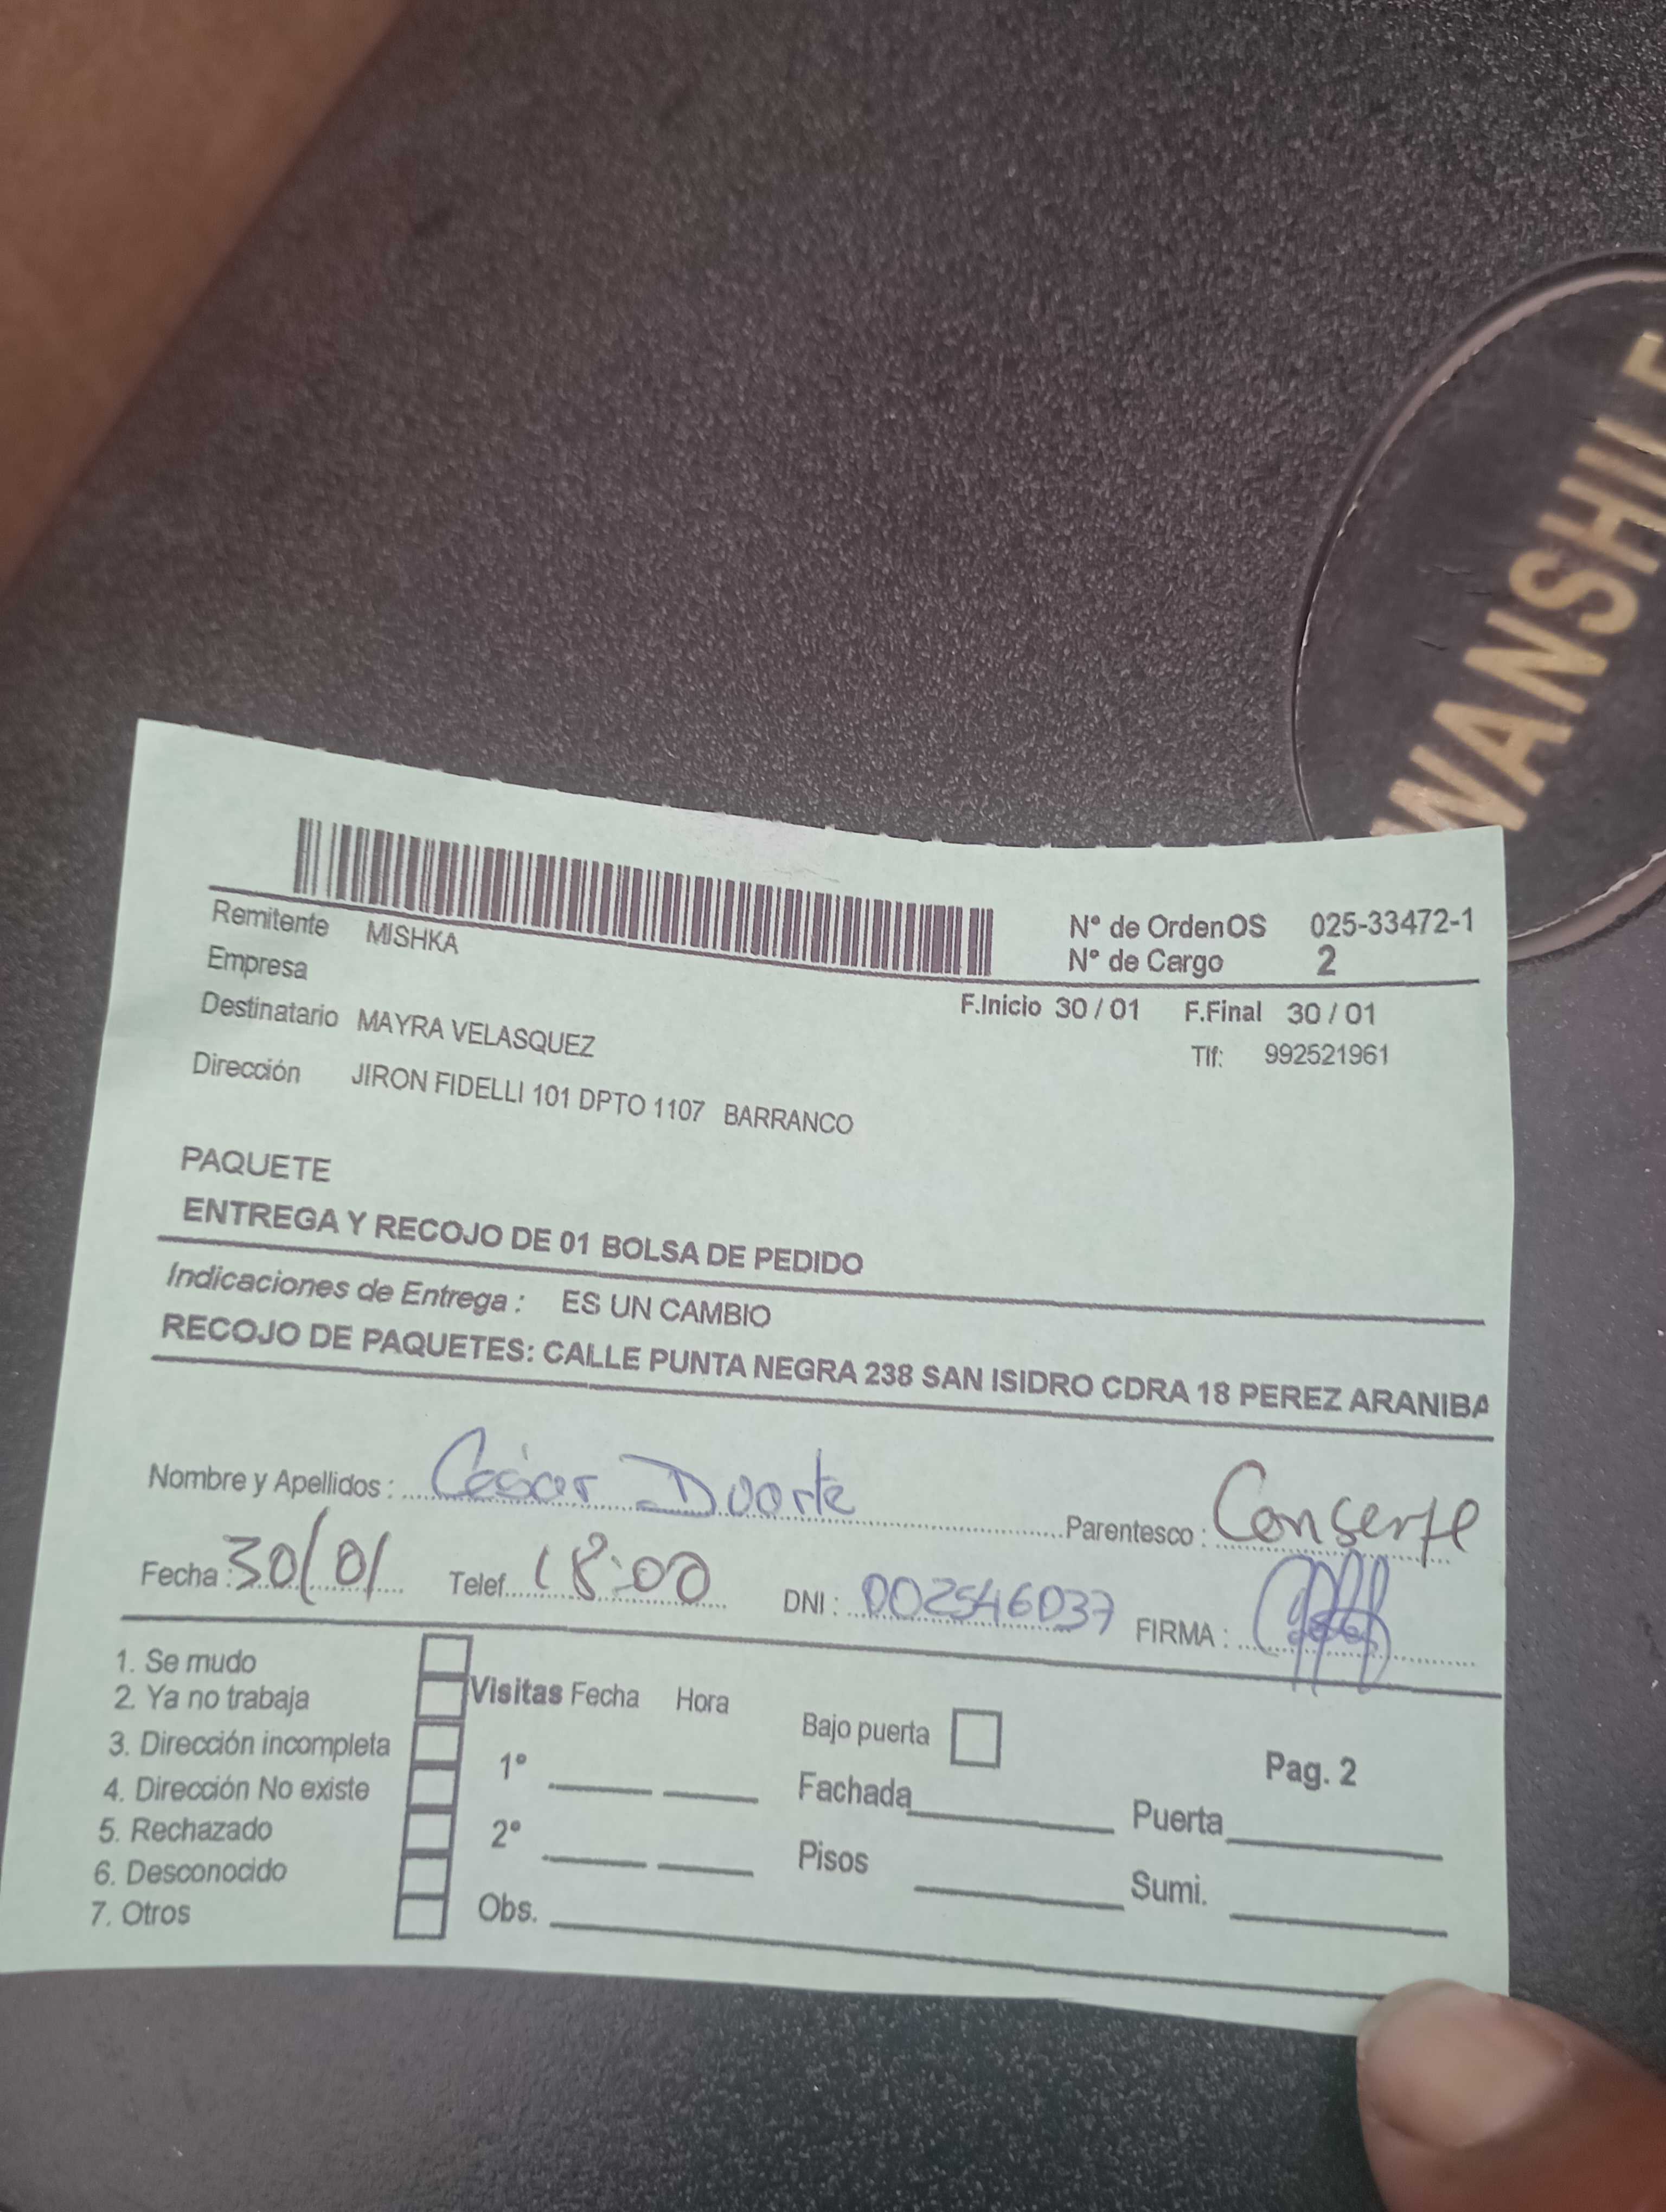 WANSHILE
N° de OrdenOS 025-33472-1
N° de Cargo 2
Remitente MISHKA
Empresa
F.Inicio 30 / 01 F.Final 30 / 01
Destinatario MAYRA VELASQUEZ
Tlf: 992521961
Dirección JIRON FIDELLI 101 DPTO 1107 BARRANCO
PAQUETE
ENTREGA Y RECOJO DE 01 BOLSA DE PEDIDO
Indicaciones de Entrega : ES UN CAMBIO
RECOJO DE PAQUETES: CALLE PUNTA NEGRA 238 SAN ISIDRO CDRA 18 PEREZ ARANIBA
Nombre y Apellidos : César Duarte Parentesco : Conserje
Fecha : 30/01 Telef. 18:00 DNI : 002546037 FIRMA :
1. Se mudo
2. Ya no trabaja
3. Dirección incompleta
4. Dirección No existe
5. Rechazado
6. Desconocido
7. Otros
Visitas Fecha Hora
1°
2°
Obs.
Bajo puerta
Fachada
Pisos
Pag. 2
Puerta
Sumi.